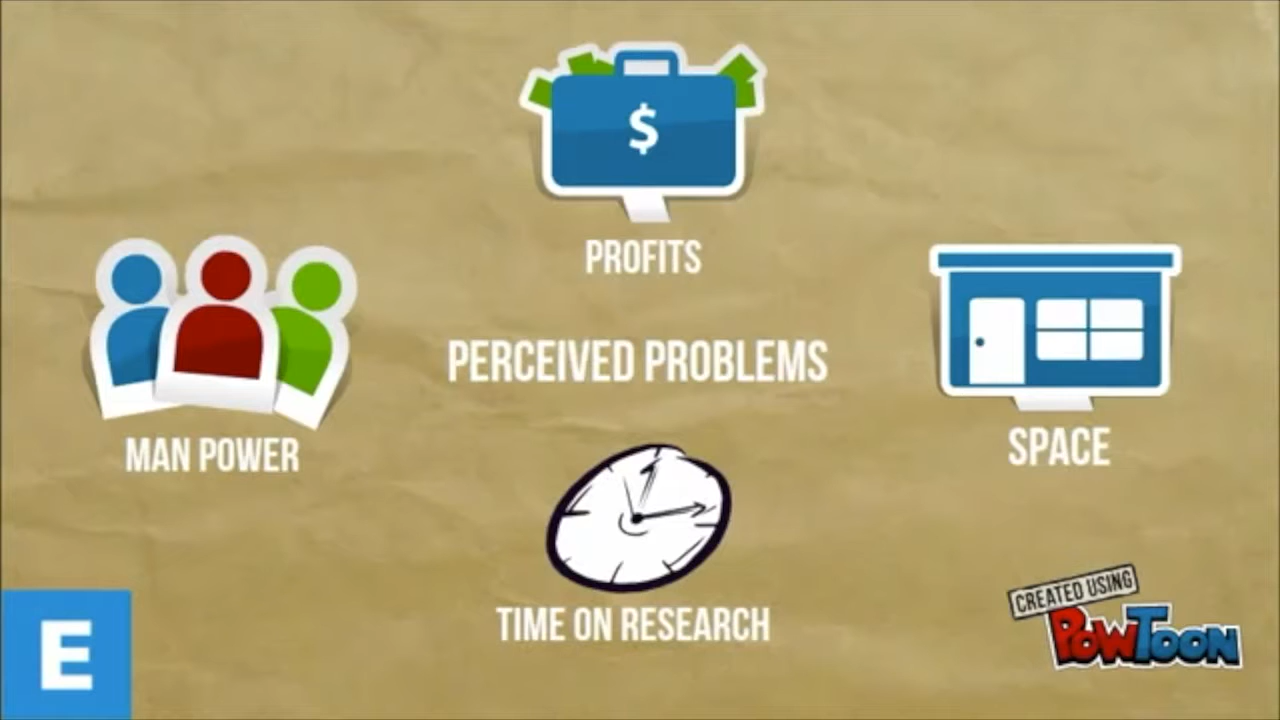 $
PROFITS
PERCEIVED PROBLEMS
MAN POWER
SPACE
TIME ON RESEARCH
E
CREATED USING
POWTOON